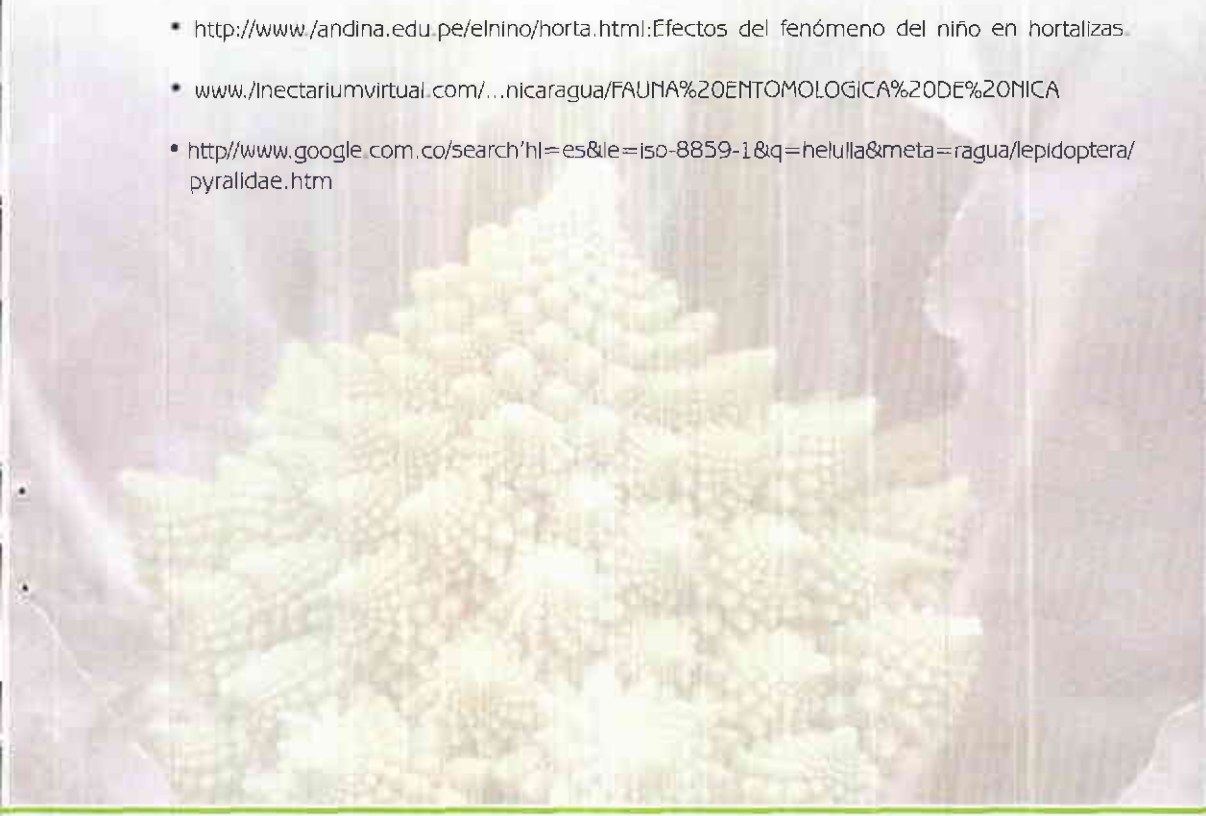 • http://www./andina.edu.pe/elnino/horta.html:Efectos del fenómeno del niño en hortalizas.
• www./Inectariumvirtual.com/...nicaragua/FAUNA%20ENTOMOLOGICA%20DE%20NICA
• http//www.google.com.co/search'hl=es&le=iso-8859-1&q=helulla&meta=ragua/lepidoptera/
pyralidae.htm